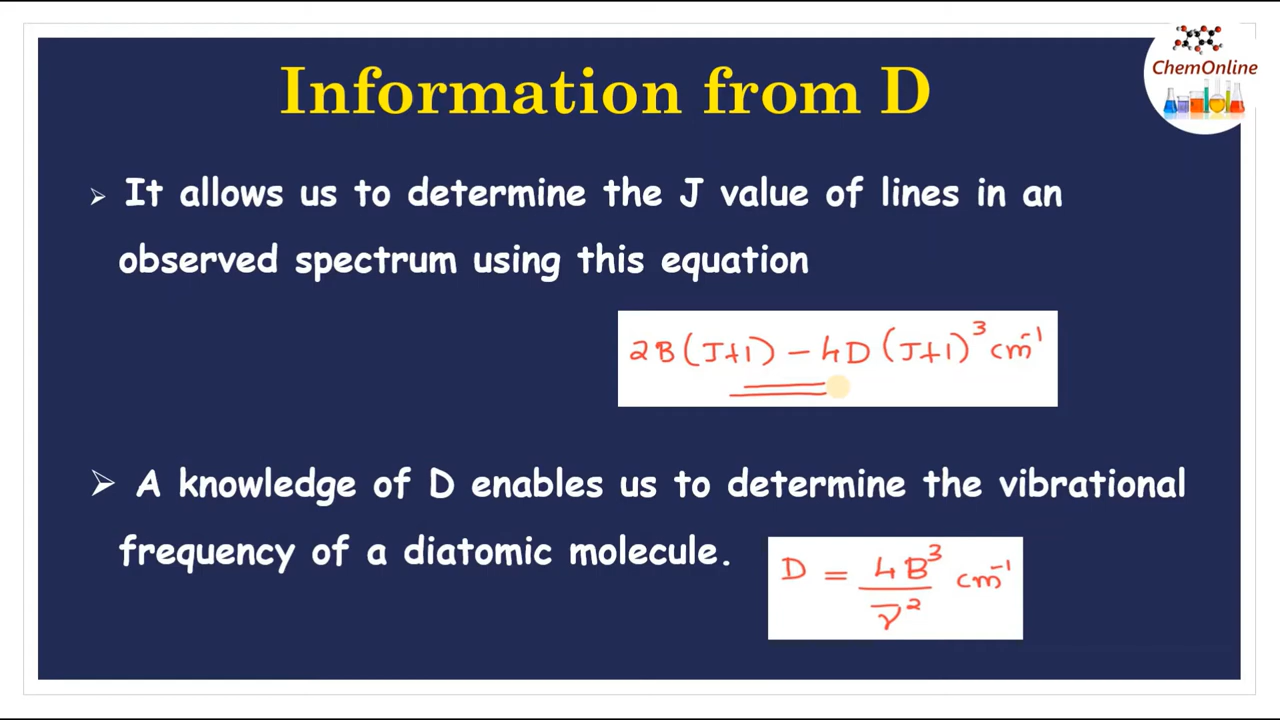 Information from D
ChemOnline
➢ It allows us to determine the J value of lines in an
observed spectrum using this equation
2B(J+1) – 4D(J+1)³ cm⁻¹
➢ A knowledge of D enables us to determine the vibrational
frequency of a diatomic molecule.
D = 4B³/ν̄² cm⁻¹